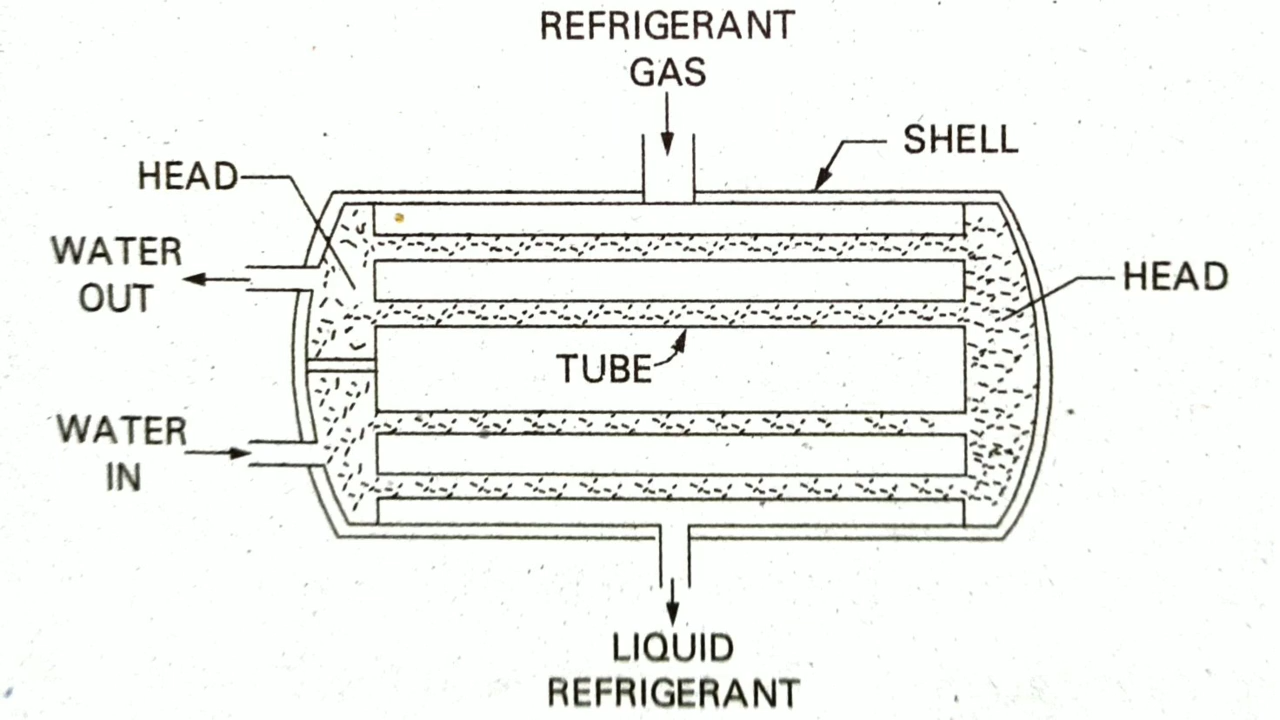 REFRIGERANT
GAS
SHELL
HEAD
WATER
OUT
HEAD
TUBE
WATER
IN
LIQUID
REFRIGERANT